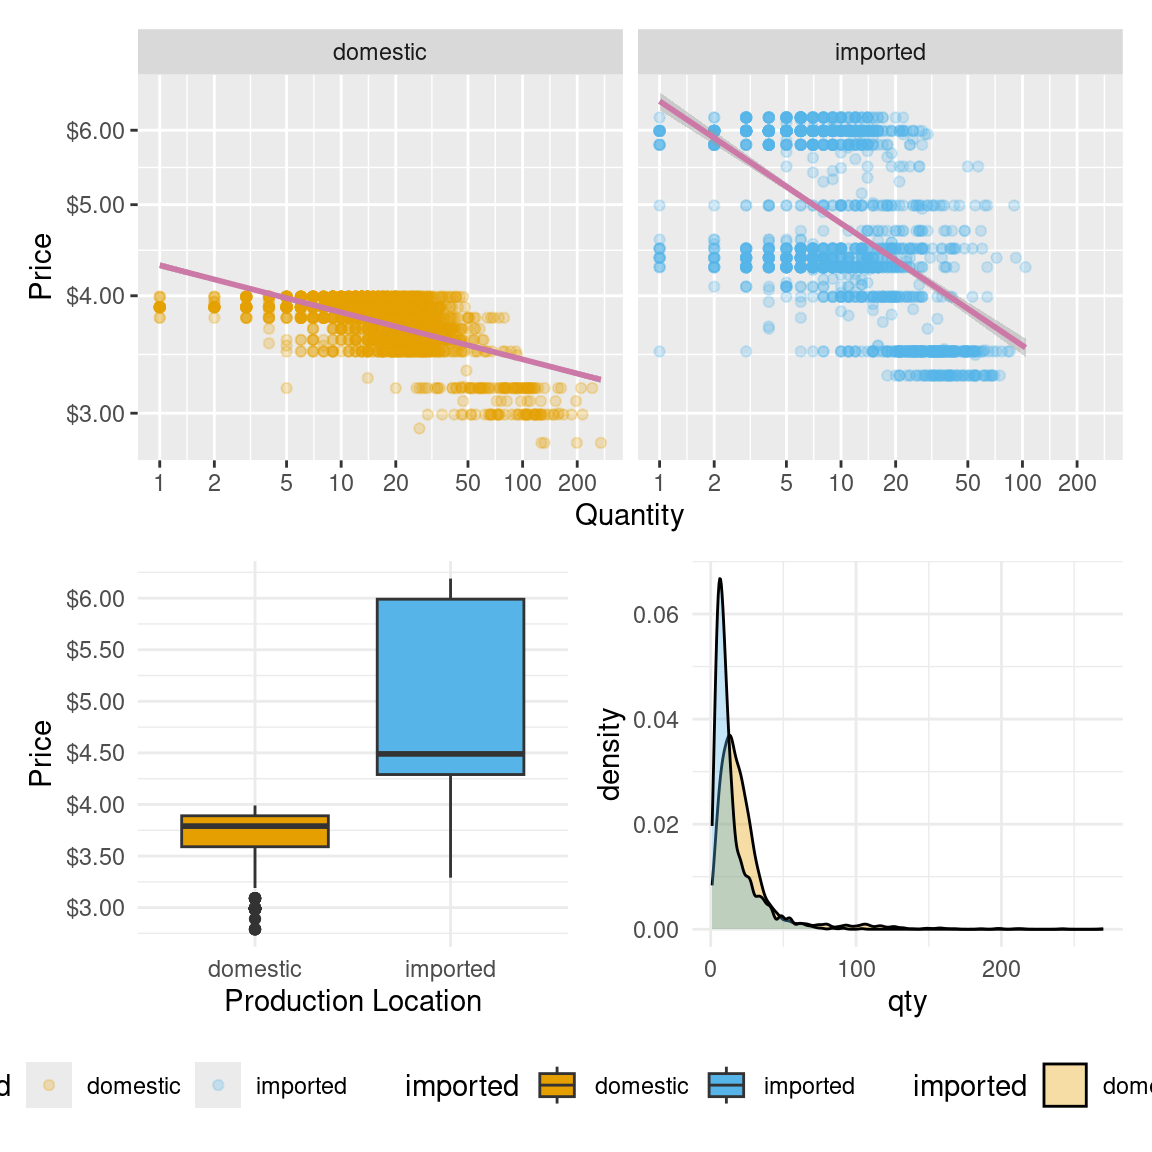 domestic imported
$6.00
$5.00
$4.00
$3.00
Price
1 2 5 10 20 50 100 200 1 2 5 10 20 50 100 200
Quantity
$6.00
$5.50
$5.00
$4.50
$4.00
$3.50
$3.00
Price
domestic imported
Production Location
0.06
0.04
0.02
0.00
density
0 100 200
qty
d domestic imported imported domestic imported imported dome